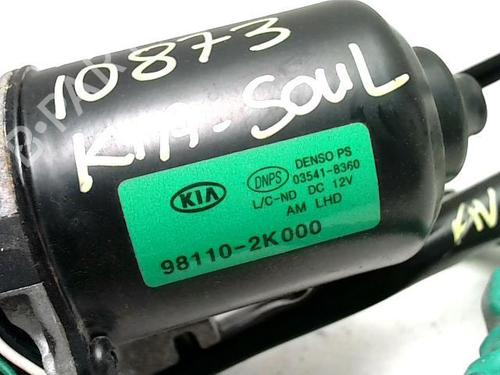 10873
KIA-SOUL
KIA
DNPS
DENSO PS
03541-8360
L/C-ND DC 12V
AM LHD
98110-2K000